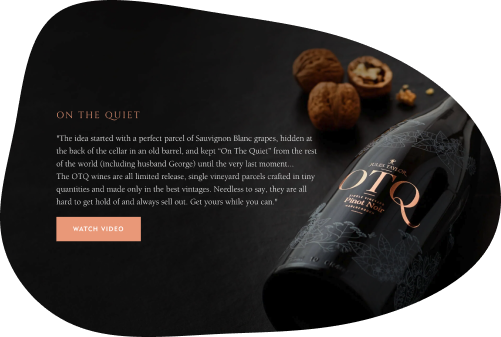 ON THE QUIET
"The idea started with a perfect parcel of Sauvignon Blanc grapes, hidden at
the back of the cellar in an old barrel, and kept "On The Quiet" from the rest
of the world (including husband George) until the very last moment...
The OTQ wines are all limited release, single vineyard parcels crafted in tiny
quantities and made only in the best vintages. Needless to say, they are all
hard to get hold of and always sell out. Get yours while you can."
WATCH VIDEO
JULES TAYLOR
OTQ
SINGLE VINEYARD
Pinot Noir
MARLBOROUGH